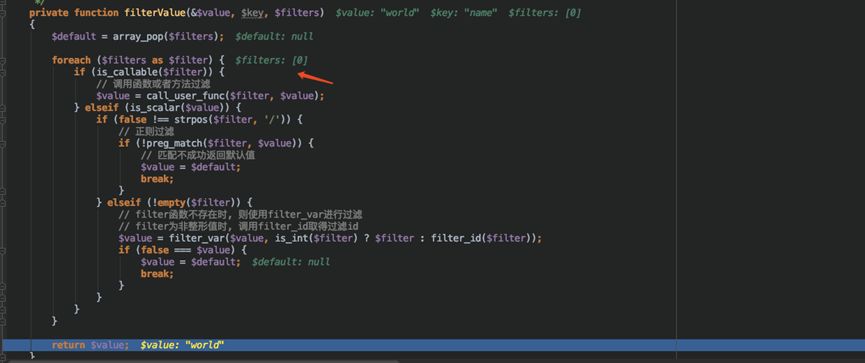 */
private function filterValue(&$value, $key, $filters)  $value: "world"  $key: "name"  $filters: [0]
{
    $default = array_pop($filters);  $default: null

    foreach ($filters as $filter) {  $filters: [0]
        if (is_callable($filter)) {
            // 调用函数或者方法过滤
            $value = call_user_func($filter, $value);
        } elseif (is_scalar($value)) {
            if (false !== strpos($filter, '/')) {
                // 正则过滤
                if (!preg_match($filter, $value)) {
                    // 匹配不成功返回默认值
                    $value = $default;
                    break;
                }
            } elseif (!empty($filter)) {
                // filter函数不存在时, 则使用filter_var进行过滤
                // filter为非整形值时, 调用filter_id取得过滤id
                $value = filter_var($value, is_int($filter) ? $filter : filter_id($filter));
                if (false === $value) {
                    $value = $default;  $default: null
                    break;
                }
            }
        }
    }

    return $value;  $value: "world"
}